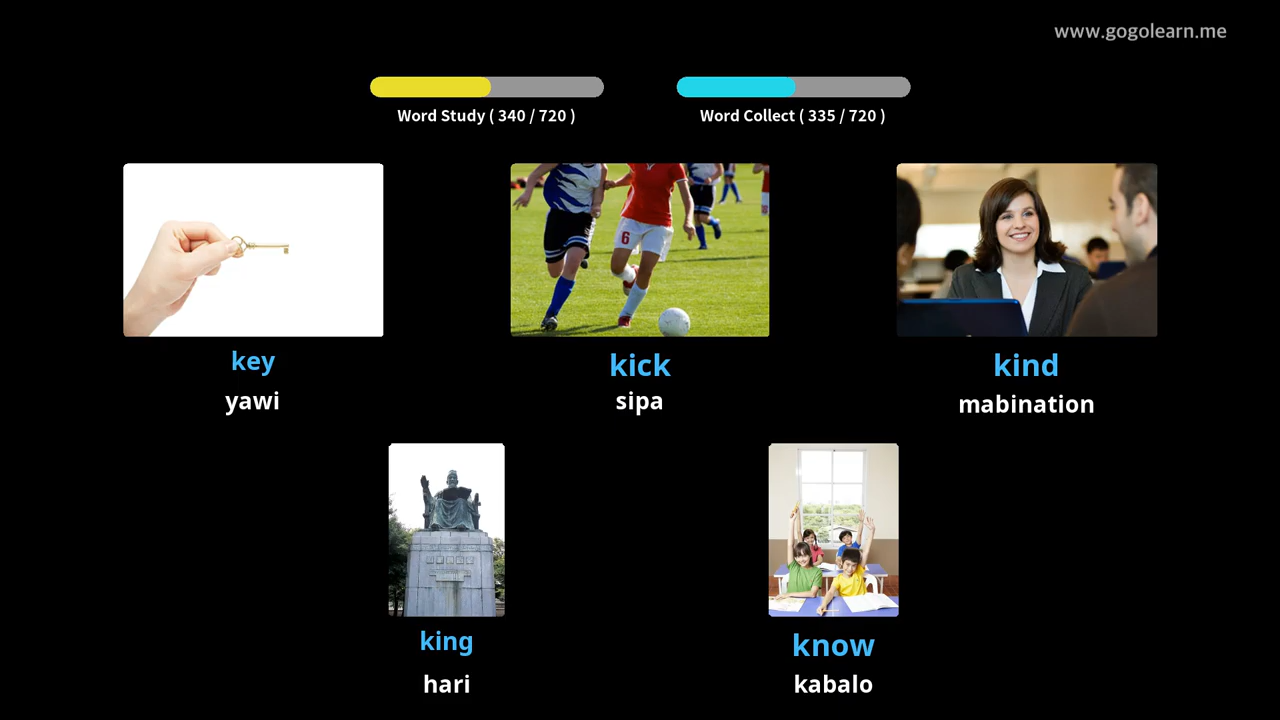 www.gogolearn.me
Word Study ( 340 / 720 )
Word Collect ( 335 / 720 )
key
yawi
kick
sipa
kind
mabination
king
hari
know
kabalo
6